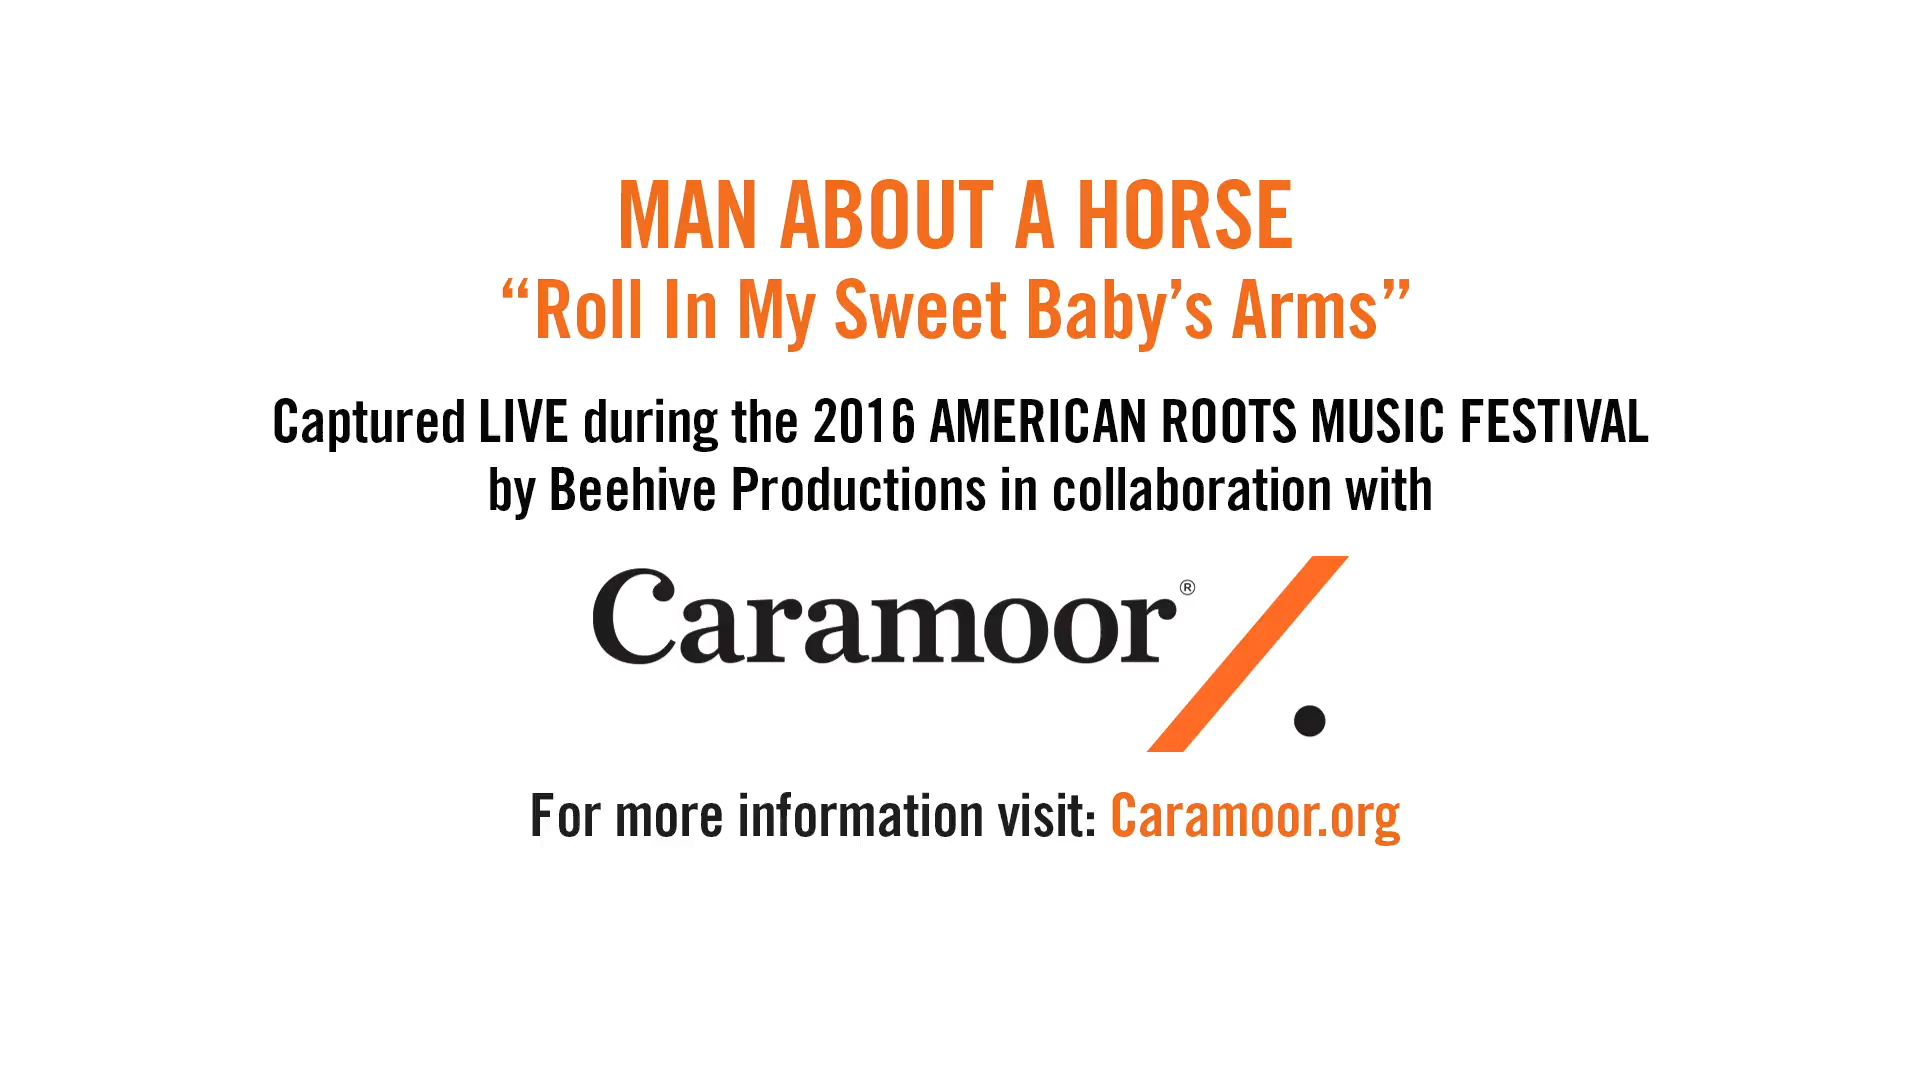 MAN ABOUT A HORSE
“Roll In My Sweet Baby’s Arms”
Captured LIVE during the 2016 AMERICAN ROOTS MUSIC FESTIVAL
by Beehive Productions in collaboration with
Caramoor®
For more information visit: Caramoor.org